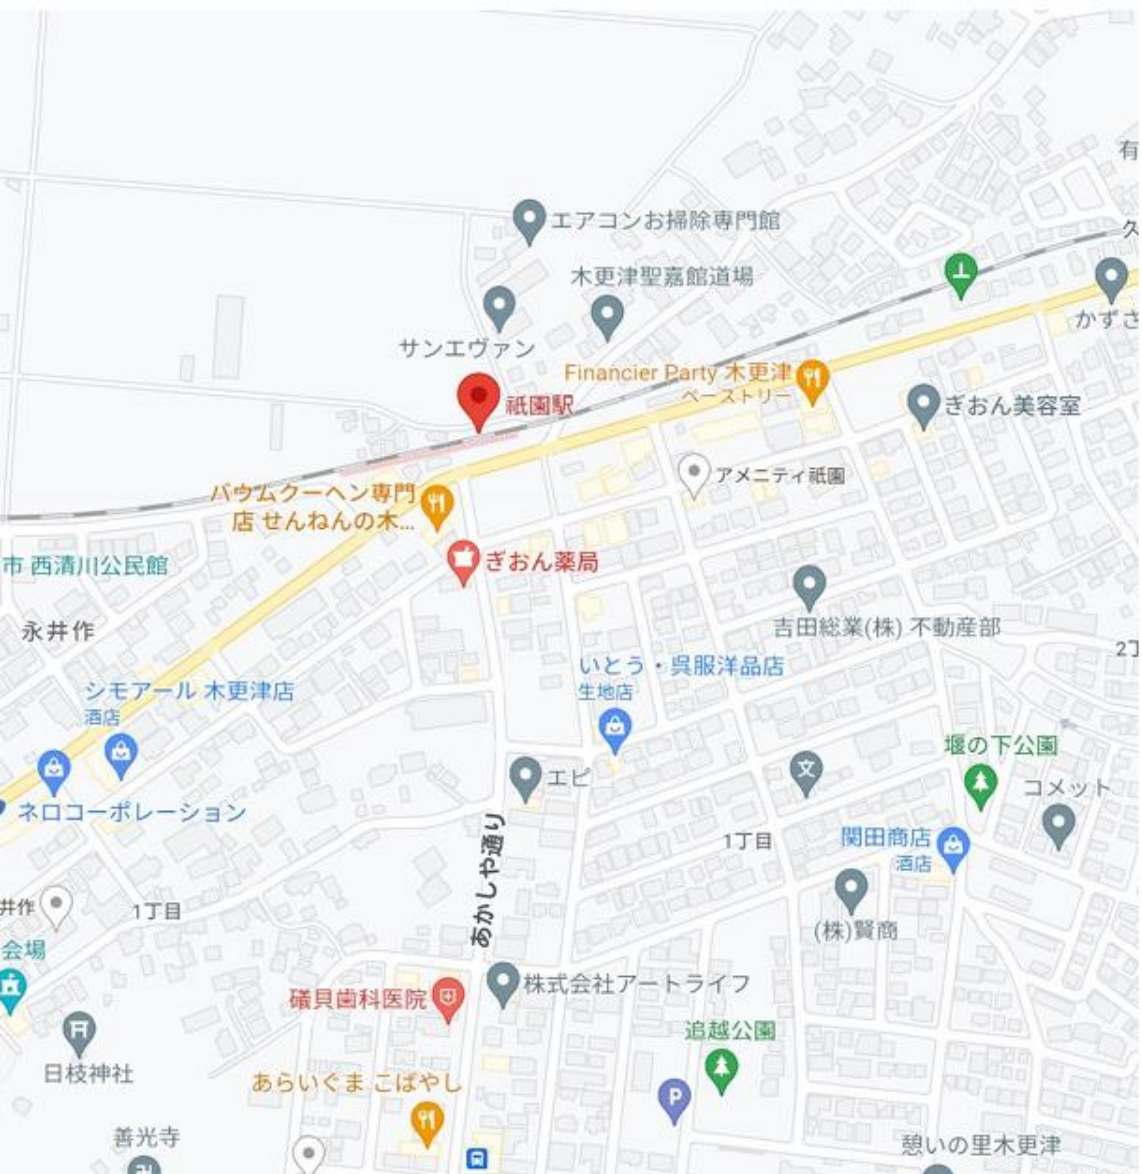 有
エアコンお掃除専門館
久
木更津聖嘉館道場
かずさ
サンエヴァン
Financier Party 木更津
ペーストリー
祇園駅
ぎおん美容室
アメニティ祇園
バウムクーヘン専門
店 せんねんの木...
ぎおん薬局
市 西清川公民館
永井作
吉田総業(株) 不動産部
2丁
いとう・呉服洋品店
生地店
シモアール 木更津店
酒店
堰の下公園
エピ
文
コメット
ネロコーポレーション
あかしや通り
1丁目
関田商店
酒店
井作
1丁目
(株)賢商
会場
株式会社アートライフ
礒貝歯科医院
追越公園
日枝神社
あらいぐま こばやし
P
善光寺
憩いの里木更津